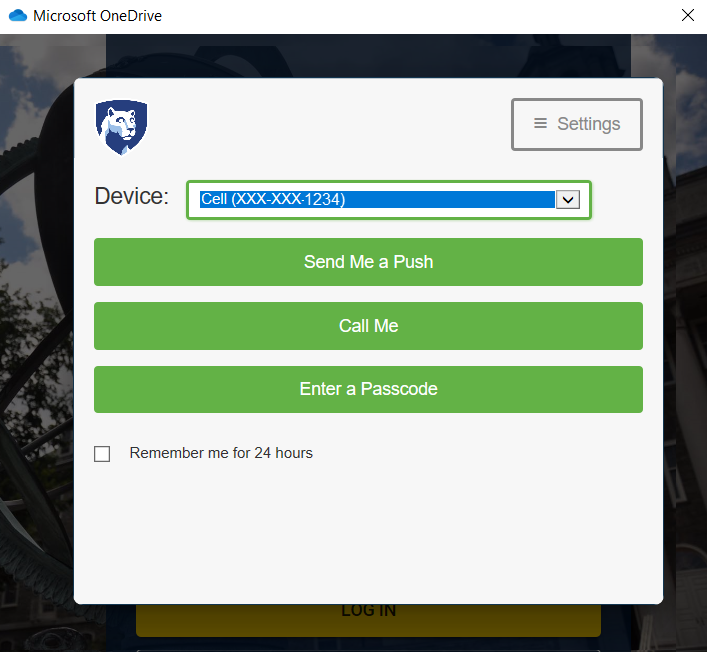 Microsoft OneDrive
Settings
Device:
Cell (XXX-XXX-1234)
Send Me a Push
Call Me
Enter a Passcode
Remember me for 24 hours
LOG IN